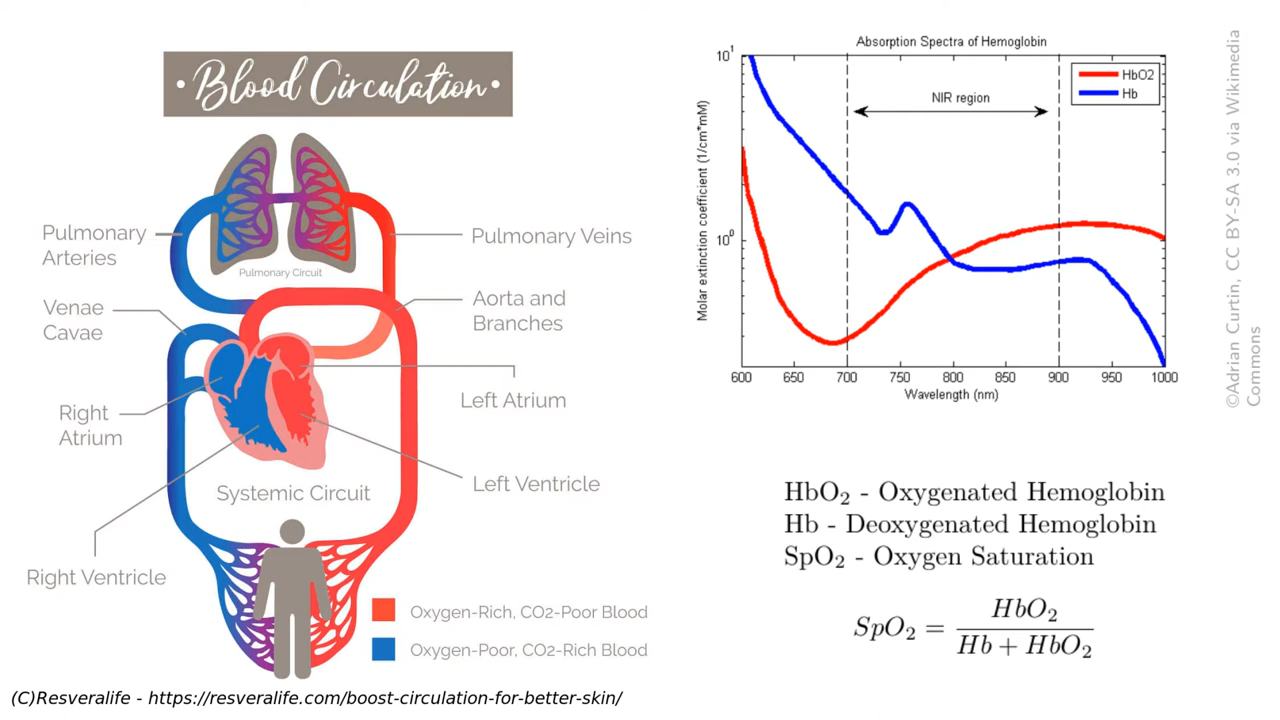 • Blood Circulation •
Pulmonary
Arteries
Venae
Cavae
Right
Atrium
Right Ventricle
Pulmonary Circuit
Pulmonary Veins
Aorta and
Branches
Left Atrium
Left Ventricle
Systemic Circuit
Oxygen-Rich, CO2-Poor Blood
Oxygen-Poor, CO2-Rich Blood
(C)Resveralife - https://resveralife.com/boost-circulation-for-better-skin/
Absorption Spectra of Hemoglobin
Molar extinction coefficient (1/cm*mM)
10¹
10⁰
NIR region
HbO2
Hb
600 650 700 750 800 850 900 950 1000
Wavelength (nm)
©Adrian Curtin, CC BY-SA 3.0 via Wikimedia
Commons
HbO₂ - Oxygenated Hemoglobin
Hb - Deoxygenated Hemoglobin
SpO₂ - Oxygen Saturation
SpO₂ = HbO₂ / Hb + HbO₂